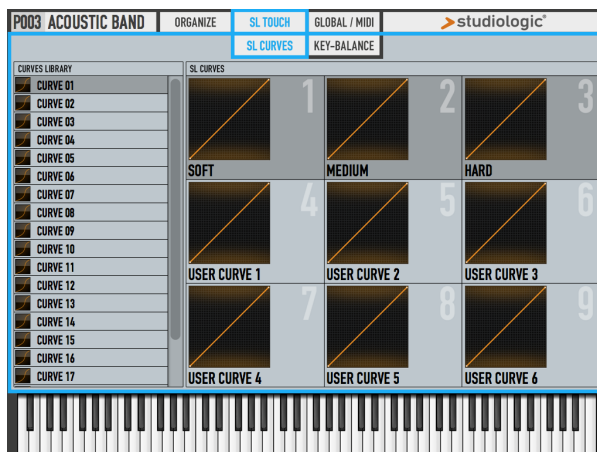 P003 ACOUSTIC BAND ORGANIZE SL TOUCH GLOBAL / MIDI studiologic®
SL CURVES KEY-BALANCE
CURVES LIBRARY
CURVE 01
CURVE 02
CURVE 03
CURVE 04
CURVE 05
CURVE 06
CURVE 07
CURVE 08
CURVE 09
CURVE 10
CURVE 11
CURVE 12
CURVE 13
CURVE 14
CURVE 15
CURVE 16
CURVE 17
SL CURVES
1 2 3
SOFT MEDIUM HARD
4 5 6
USER CURVE 1 USER CURVE 2 USER CURVE 3
7 8 9
USER CURVE 4 USER CURVE 5 USER CURVE 6